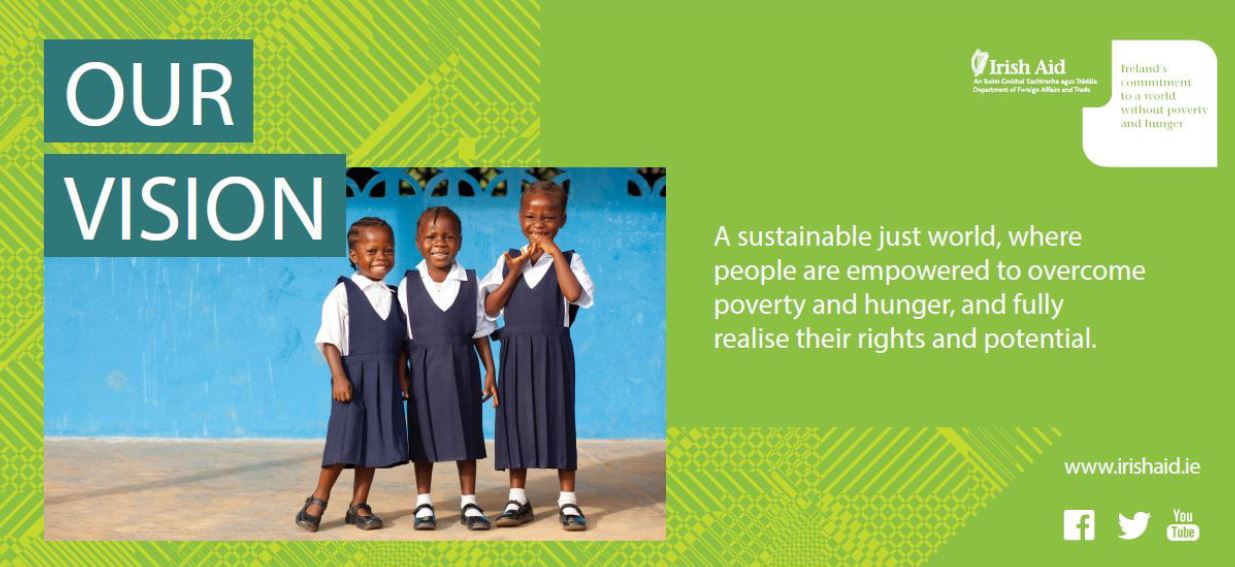 OUR
VISION
Irish Aid
An Roinn Gnóthaí Eachtracha agus Trádála
Department of Foreign Affairs and Trade
Ireland's
commitment
to a world
without poverty
and hunger
A sustainable just world, where
people are empowered to overcome
poverty and hunger, and fully
realise their rights and potential.
www.irishaid.ie
You
Tube